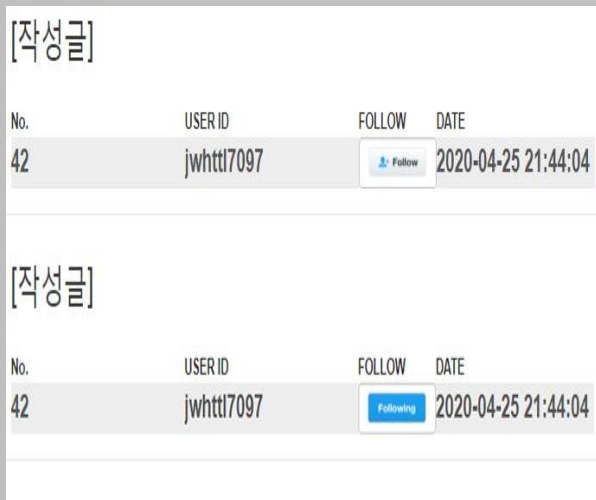 [작성글]
No. USER ID FOLLOW DATE
42 jwhttl7097 Follow 2020-04-25 21:44:04
[작성글]
No. USER ID FOLLOW DATE
42 jwhttl7097 Following 2020-04-25 21:44:04